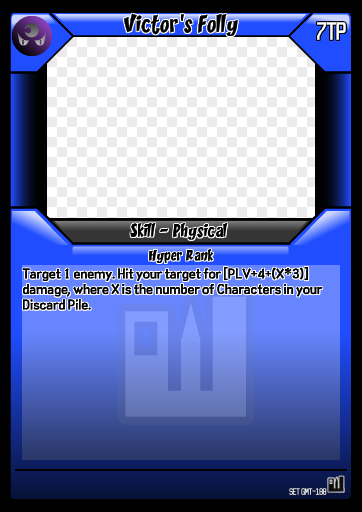 Victor's Folly
7TP
Skill - Physical
Hyper Rank
Target 1 enemy. Hit your target for [PLV+4+(X*3)]
damage, where X is the number of Characters in your
Discard Pile.
SET GMT-188